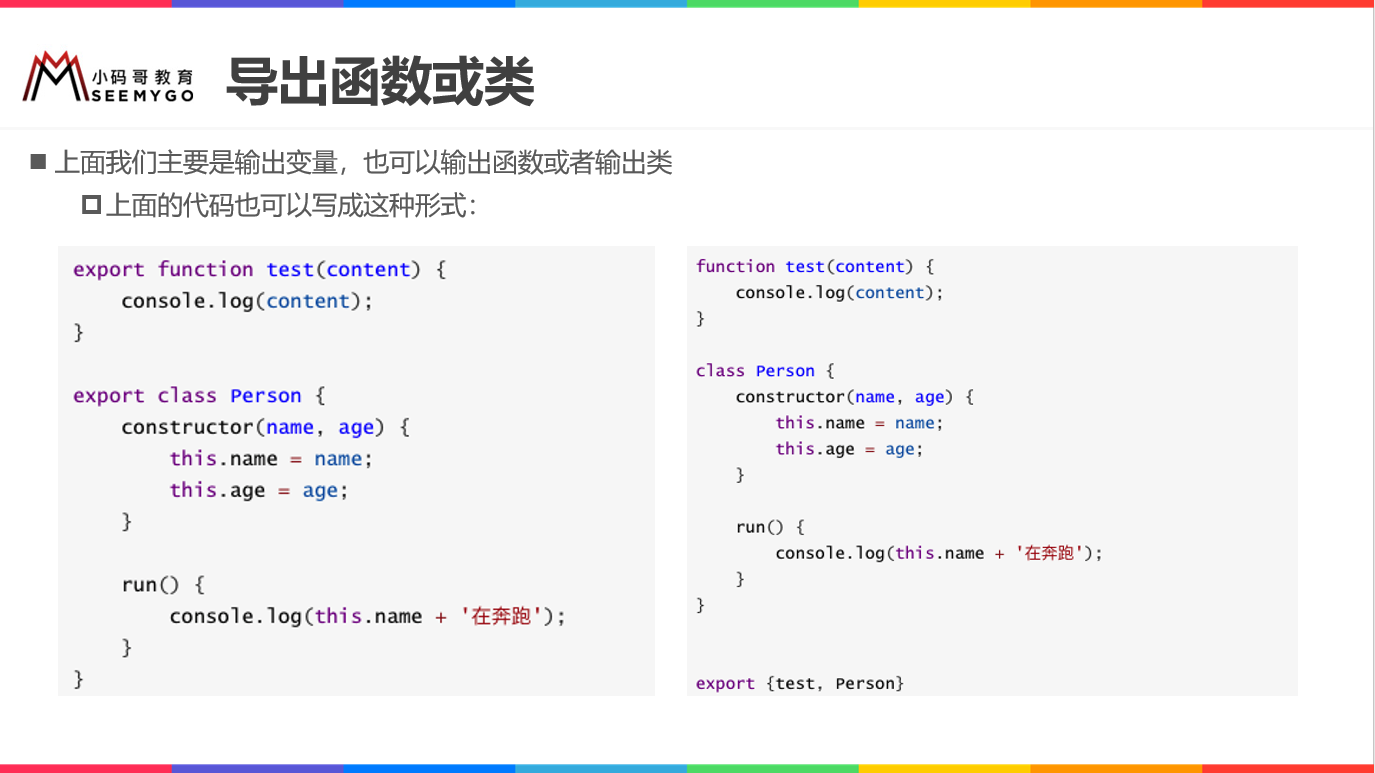 小码哥教育
SEEMYGO
导出函数或类
上面我们主要是输出变量，也可以输出函数或者输出类
上面的代码也可以写成这种形式：
export function test(content) {
    console.log(content);
}

export class Person {
    constructor(name, age) {
        this.name = name;
        this.age = age;
    }

    run() {
        console.log(this.name + '在奔跑');
    }
}
function test(content) {
    console.log(content);
}

class Person {
    constructor(name, age) {
        this.name = name;
        this.age = age;
    }

    run() {
        console.log(this.name + '在奔跑');
    }
}

export {test, Person}